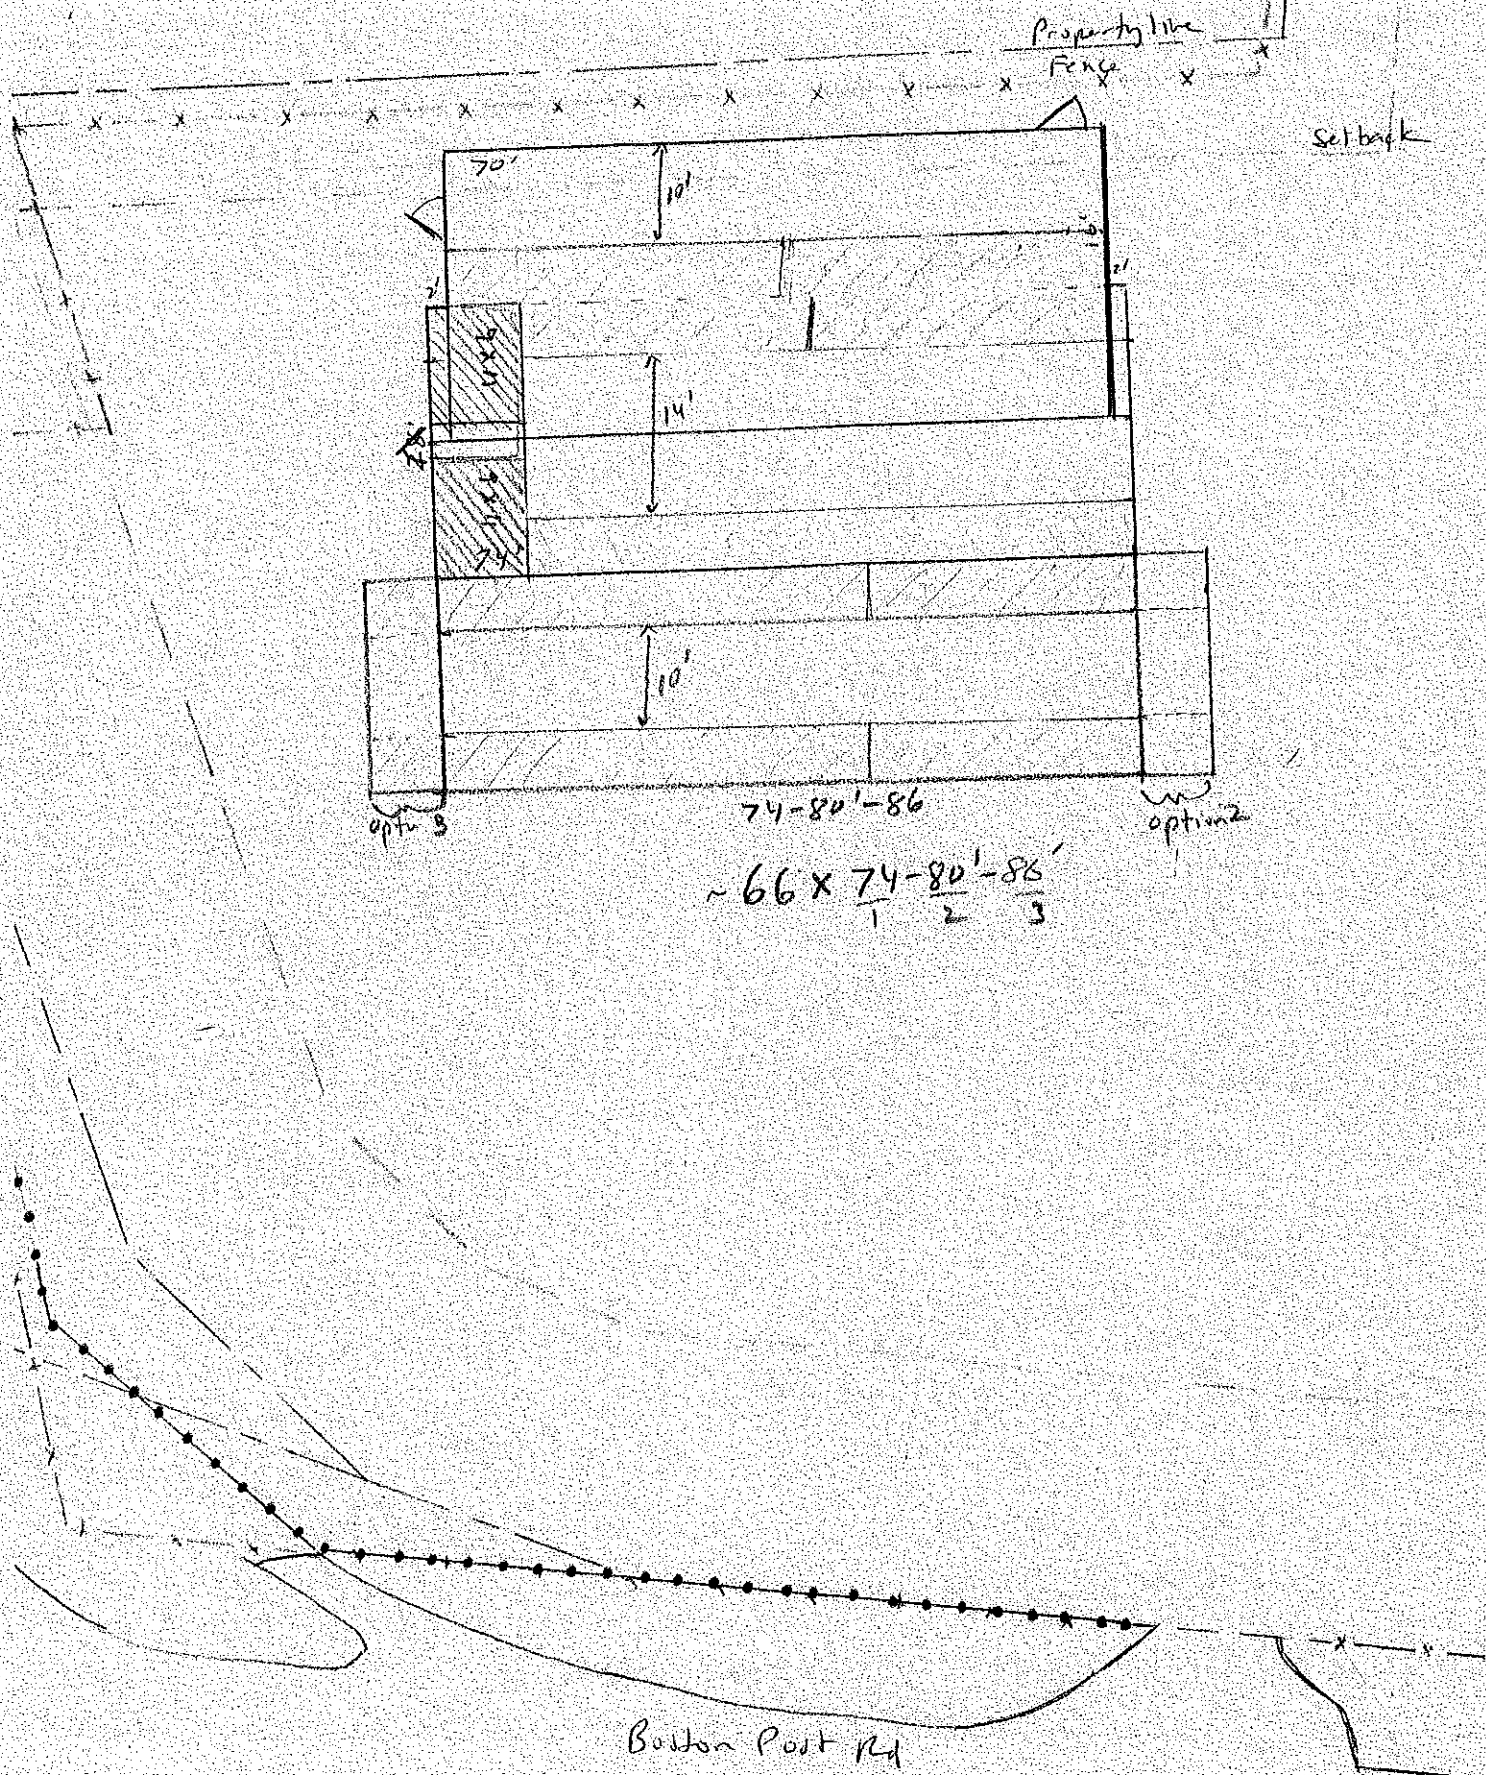 Property line
Fence
Setback
70'
10'
2'
2'
14'
74'
10'
74-80'-86
option 2
~66 x 74-80'-86'
1 2 3
Boston Post Rd